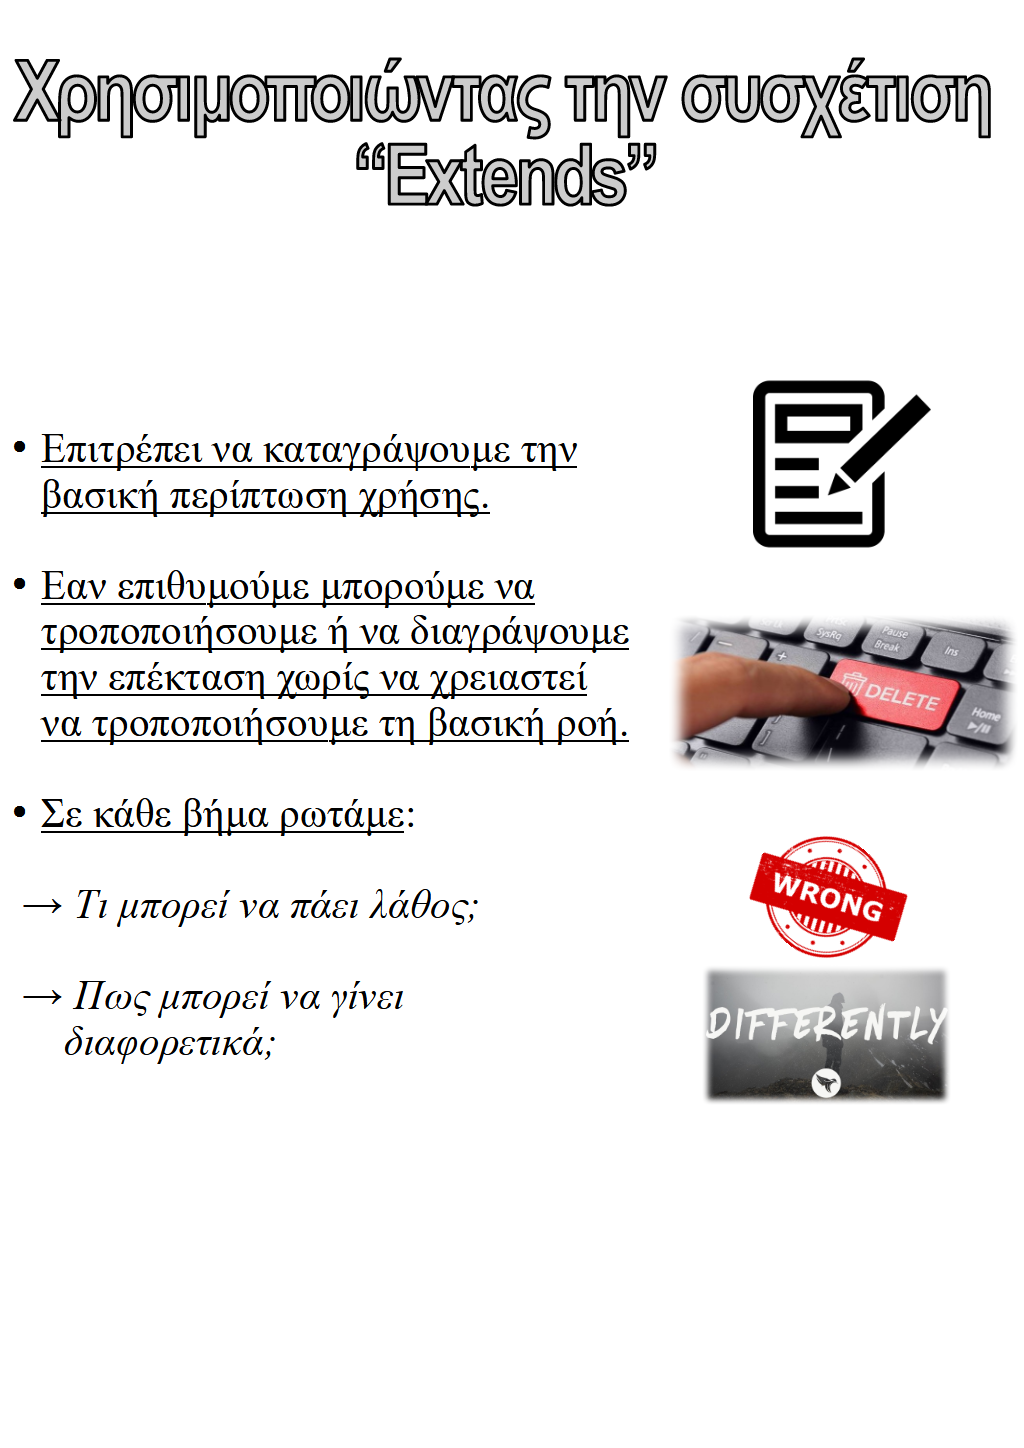 Χρησιμοποιώντας την συσχέτιση
“Extends”
• Επιτρέπει να καταγράψουμε την
βασική περίπτωση χρήσης.
• Εαν επιθυμούμε μπορούμε να
τροποποιήσουμε ή να διαγράψουμε
την επέκταση χωρίς να χρειαστεί
να τροποποιήσουμε τη βασική ροή.
SysRq
Pause
Break
Ins
DELETE
Home
• Σε κάθε βήμα ρωτάμε:
→ Τι μπορεί να πάει λάθος;
WRONG
→ Πως μπορεί να γίνει
διαφορετικά;
DIFFERENTLY